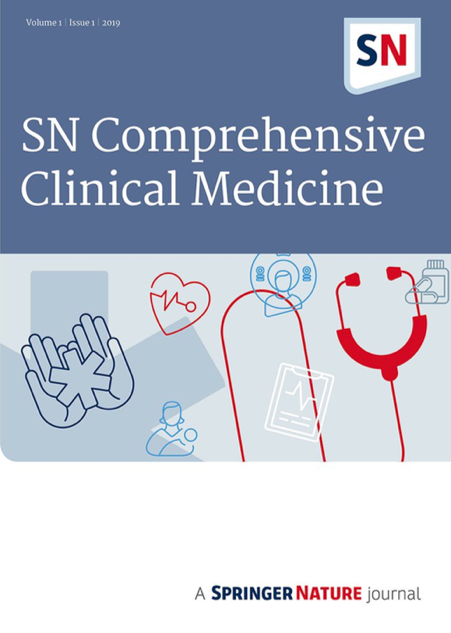 Volume 1 | Issue 1 | 2019
SN
SN Comprehensive
Clinical Medicine
A SPRINGER NATURE journal